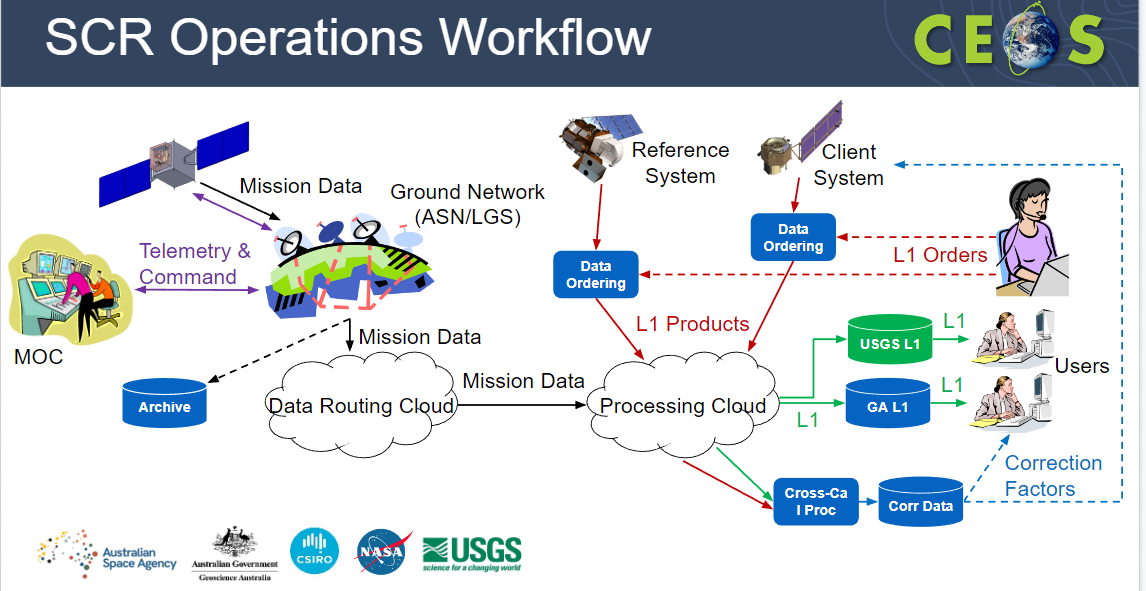 SCR Operations Workflow
CEOS
Mission Data
Ground Network
(ASN/LGS)
Telemetry &
Command
MOC
Mission Data
Archive
Data Routing Cloud
Mission Data
Reference
System
Client
System
Data
Ordering
Data
Ordering
L1 Orders
L1 Products
Processing Cloud
L1
USGS L1
L1
GA L1
L1
Users
Cross-Ca
l Proc
Corr Data
Correction
Factors
Australian
Space Agency
Australian Government
Geoscience Australia
CSIRO
NASA
USGS
science for a changing world